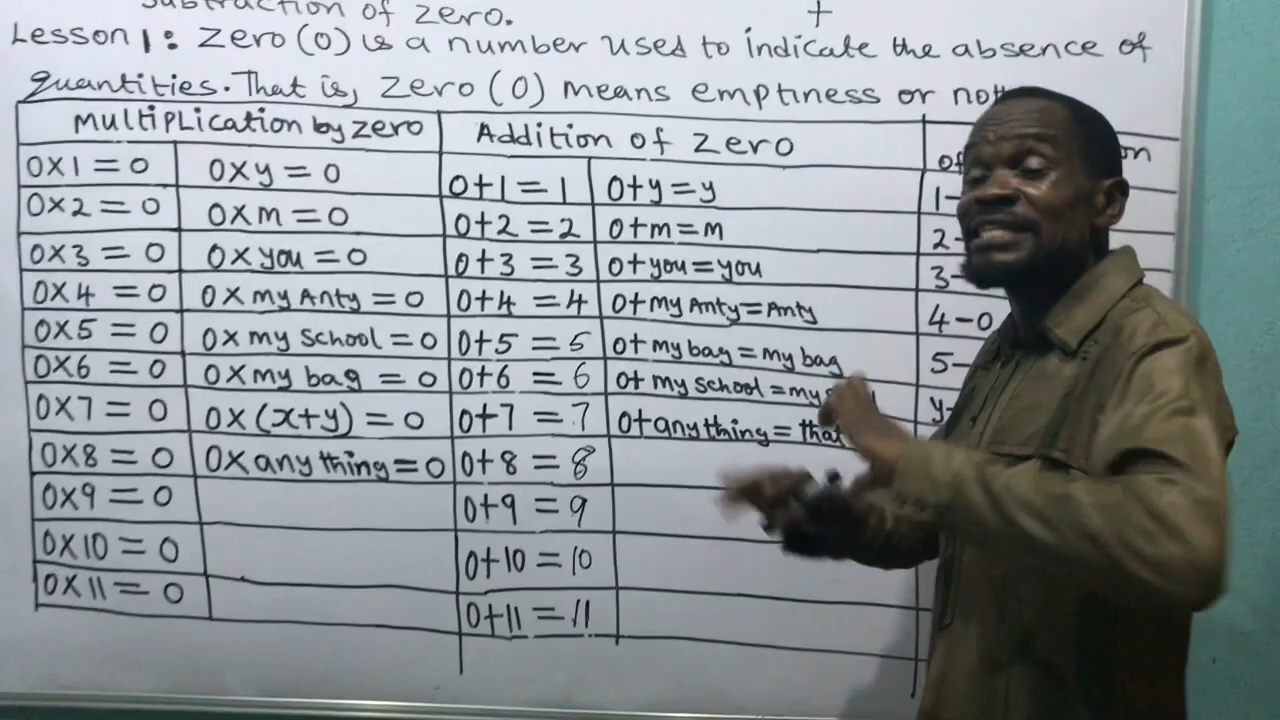 Subtraction of zero.
+
Lesson 1: Zero (0) is a number used to indicate the absence of
quantities. That is, Zero (0) means emptiness or
Multiplication by zero
0x1=0
0x2=0
0x3=0
0x4=0
0x5=0
0x6=0
0x7=0
0x8=0
0x9=0
0x10=0
0x11=0
0xy=0
0xm=0
0xyou=0
0x my Anty=0
0x my school=0
0x my bag=0
0x(x+y)=0
0x any thing=0
Addition of zero
0+1=1
0+2=2
0+3=3
0+4=4
0+5=5
0+6=6
0+7=7
0+8=8
0+9=9
0+10=10
0+11=11
0+y=y
0+m=m
0+you=you
0+my Anty=Anty
0+my bag=my bag
0+my school=my
0+anything=that
of
1-
2-
3-
4-0
5-
y-